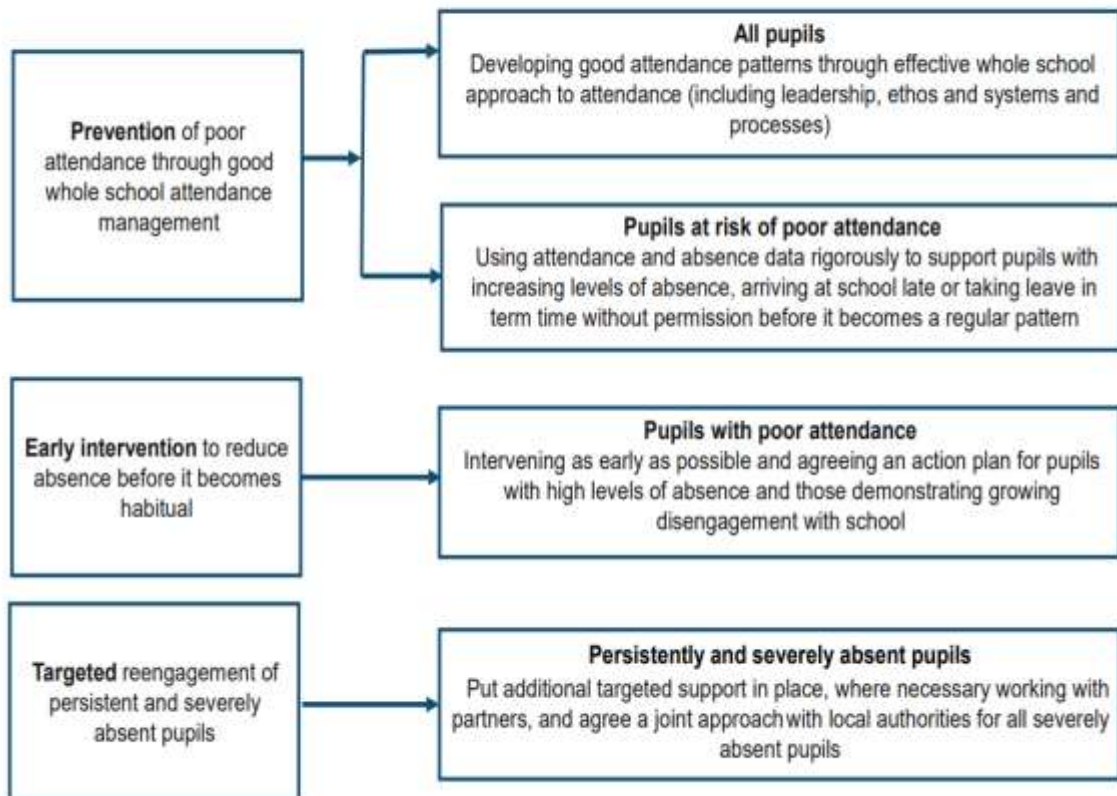 Prevention of poor
attendance through good
whole school attendance
management
All pupils
Developing good attendance patterns through effective whole school
approach to attendance (including leadership, ethos and systems and
processes)
Pupils at risk of poor attendance
Using attendance and absence data rigorously to support pupils with
increasing levels of absence, arriving at school late or taking leave in
term time without permission before it becomes a regular pattern
Early intervention to reduce
absence before it becomes
habitual
Pupils with poor attendance
Intervening as early as possible and agreeing an action plan for pupils
with high levels of absence and those demonstrating growing
disengagement with school
Targeted reengagement of
persistent and severely
absent pupils
Persistently and severely absent pupils
Put additional targeted support in place, where necessary working with
partners, and agree a joint approach with local authorities for all severely
absent pupils